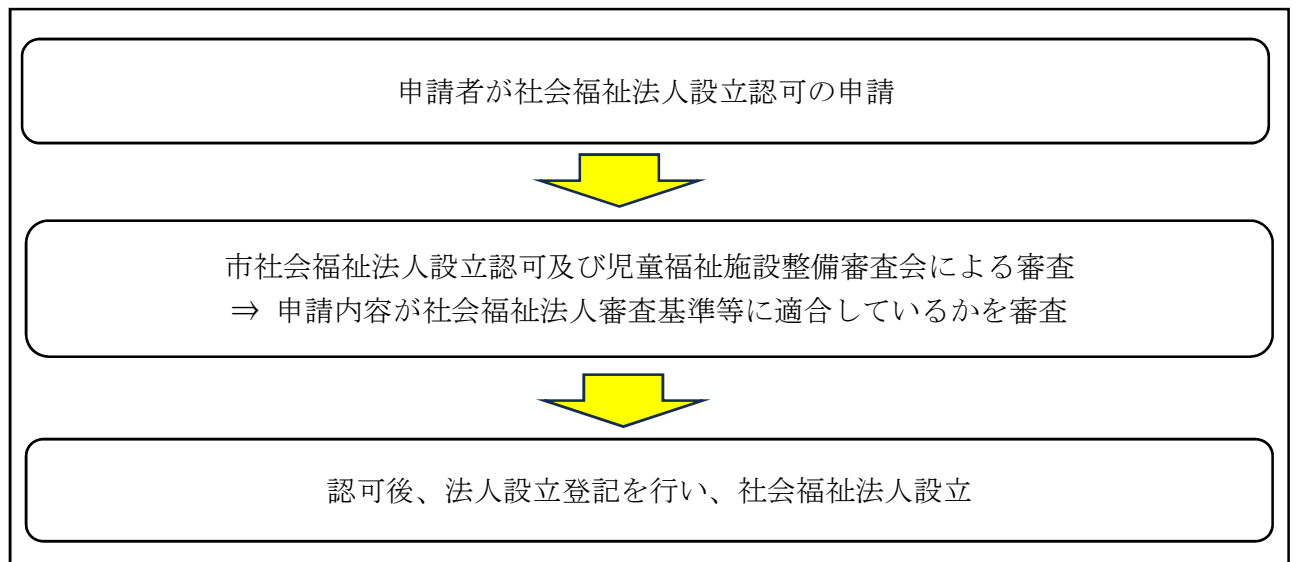 申請者が社会福祉法人設立認可の申請
市社会福祉法人設立認可及び児童福祉施設整備審査会による審査
⇒ 申請内容が社会福祉法人審査基準等に適合しているかを審査
認可後、法人設立登記を行い、社会福祉法人設立